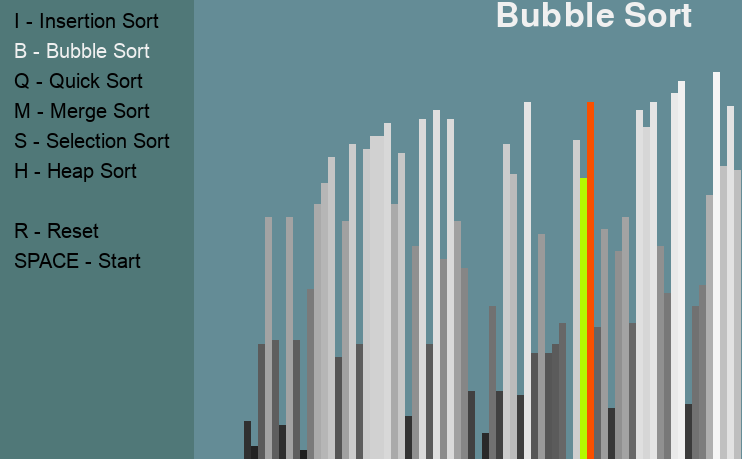 Bubble Sort
I - Insertion Sort
B - Bubble Sort
Q - Quick Sort
M - Merge Sort
S - Selection Sort
H - Heap Sort
R - Reset
SPACE - Start